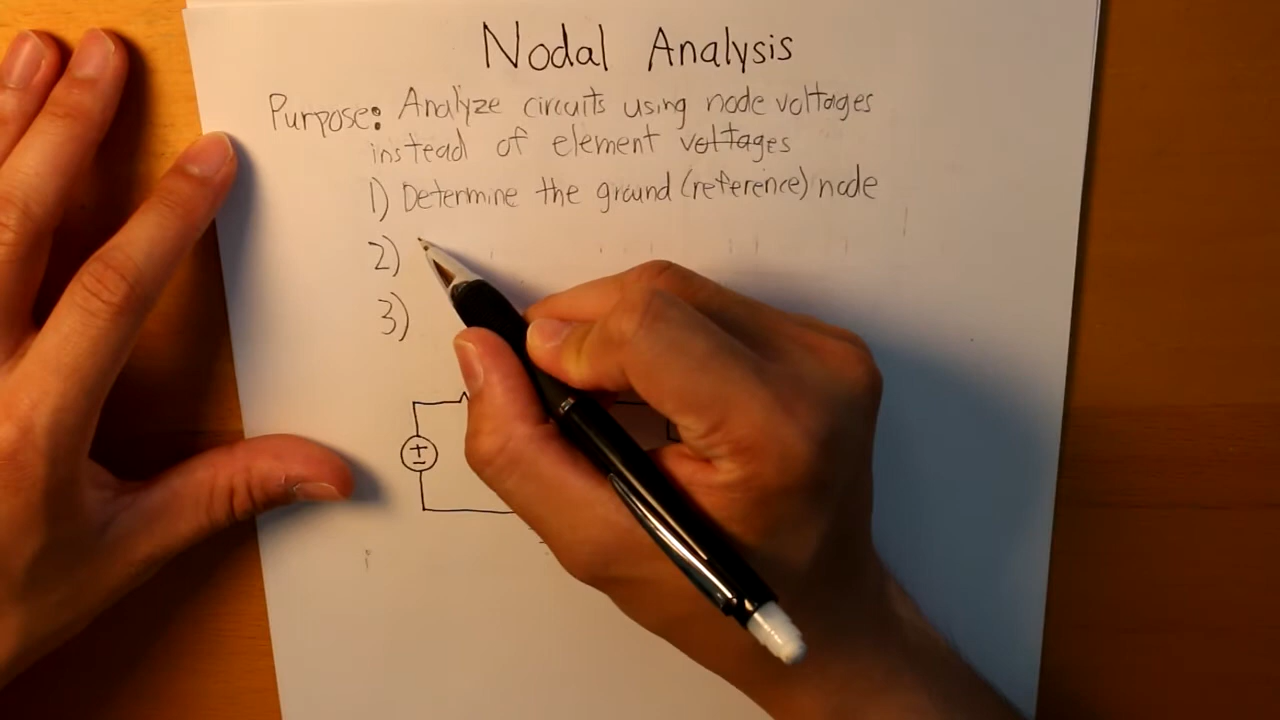 Nodal Analysis
Purpose: Analyze circuits using node voltages
instead of element voltages
1) Determine the ground (reference) node
2)
3)
+
-